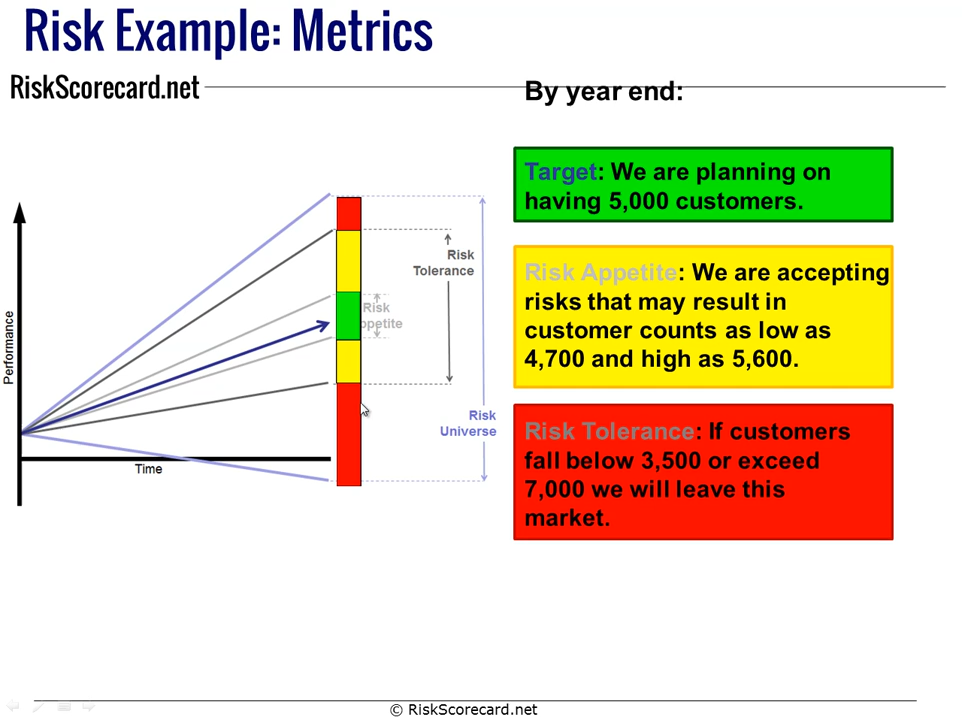 Risk Example: Metrics
RiskScorecard.net
By year end:
Target: We are planning on
having 5,000 customers.
Risk Appetite: We are accepting
risks that may result in
customer counts as low as
4,700 and high as 5,600.
Risk Tolerance: If customers
fall below 3,500 or exceed
7,000 we will leave this
market.
Performance
Time
Risk
Tolerance
Risk
ppetite
Risk
Universe
© RiskScorecard.net